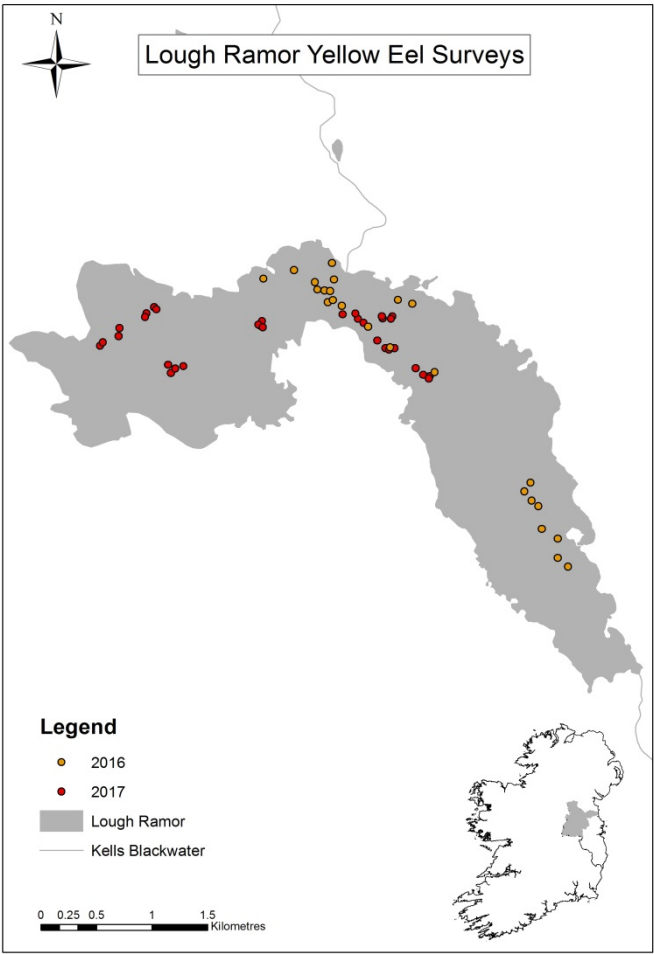 N
Lough Ramor Yellow Eel Surveys
Legend
2016
2017
Lough Ramor
Kells Blackwater
0 0.25 0.5 1 1.5
Kilometres